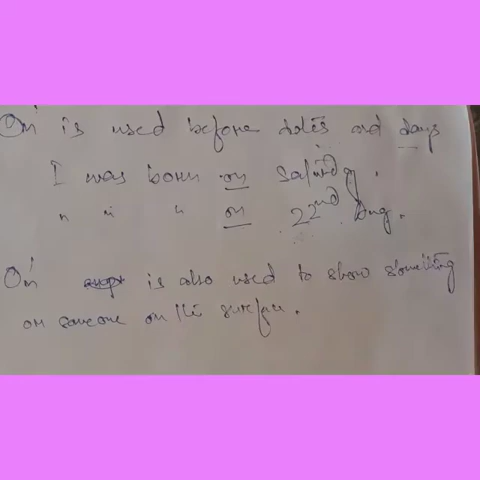 'On' is used before dates and days
I was born on Saturday.
" " " on 22nd Aug.
'On' is also used to show something
or someone on the surface.